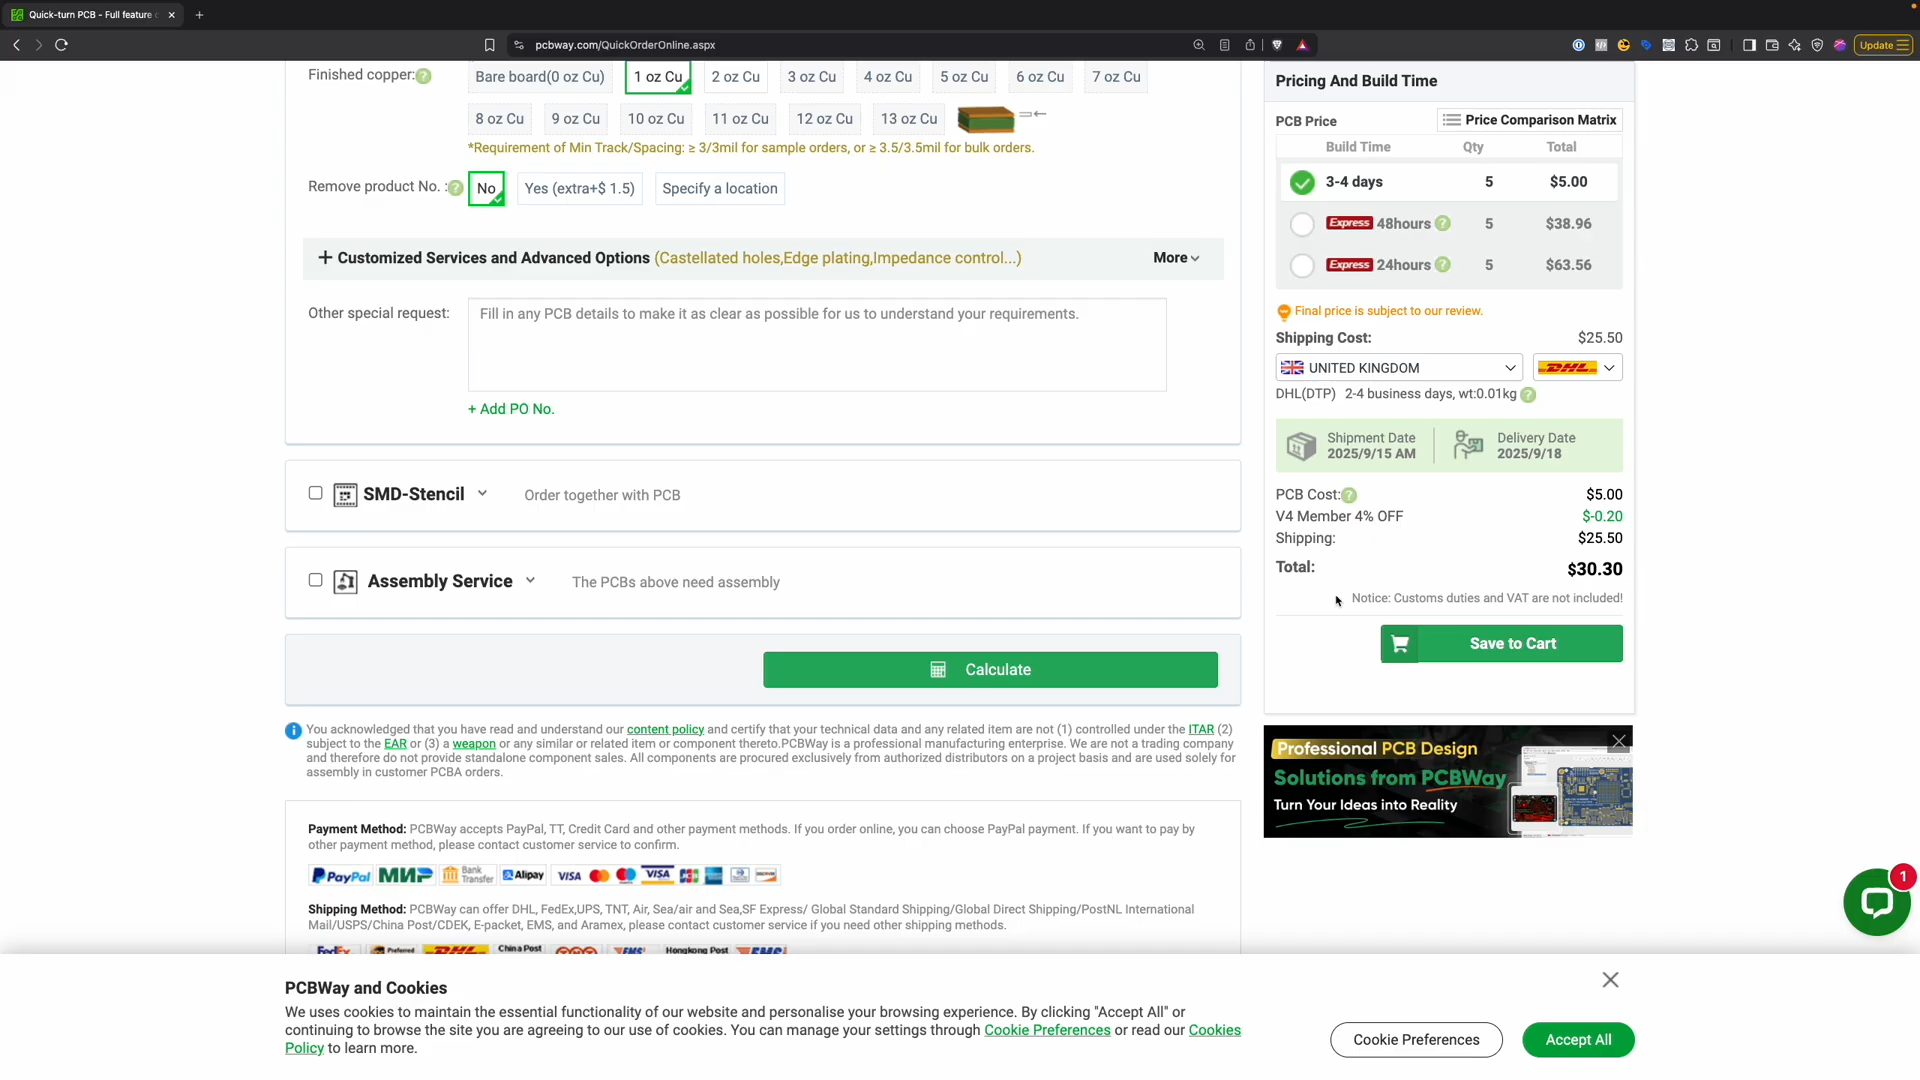 Quick-turn PCB - Full feature
pcbway.com/QuickOrderOnline.aspx
Update
Finished copper:
Bare board(0 oz Cu)
1 oz Cu
2 oz Cu
3 oz Cu
4 oz Cu
5 oz Cu
6 oz Cu
7 oz Cu
8 oz Cu
9 oz Cu
10 oz Cu
11 oz Cu
12 oz Cu
13 oz Cu
*Requirement of Min Track/Spacing: ≥ 3/3mil for sample orders, or ≥ 3.5/3.5mil for bulk orders.
Remove product No. :
No
Yes (extra+$ 1.5)
Specify a location
+ Customized Services and Advanced Options (Castellated holes,Edge plating,Impedance control...)
More
Other special request:
Fill in any PCB details to make it as clear as possible for us to understand your requirements.
+ Add PO No.
SMD-Stencil
Order together with PCB
Assembly Service
The PCBs above need assembly
Calculate
You acknowledged that you have read and understand our content policy and certify that your technical data and any related item are not (1) controlled under the ITAR (2)
subject to the EAR or (3) a weapon or any similar or related item or component thereto.PCBWay is a professional manufacturing enterprise. We are not a trading company
and therefore do not provide standalone component sales. All components are procured exclusively from authorized distributors on a project basis and are used solely for
assembly in customer PCBA orders.
Payment Method: PCBWay accepts PayPal, TT, Credit Card and other payment methods. If you order online, you can choose PayPal payment. If you want to pay by
other payment method, please contact customer service to confirm.
PayPal
МИР
Bank
Transfer
Alipay
VISA
VISA
JCB
DISCOVER
Shipping Method: PCBWay can offer DHL, FedEx,UPS, TNT, Air, Sea/air and Sea,SF Express/ Global Standard Shipping/Global Direct Shipping/PostNL International
Mail/USPS/China Post/CDEK, E-packet, EMS, and Aramex, please contact customer service if you need other shipping methods.
FedEx
Preferred
DHL
China Post
TNT
EMS
Hongkong Post
EMS
Pricing And Build Time
PCB Price
Price Comparison Matrix
Build Time Qty Total
3-4 days 5 $5.00
Express 48hours 5 $38.96
Express 24hours 5 $63.56
Final price is subject to our review.
Shipping Cost: $25.50
UNITED KINGDOM
DHL
DHL(DTP) 2-4 business days, wt:0.01kg
Shipment Date
2025/9/15 AM
Delivery Date
2025/9/18
PCB Cost: $5.00
V4 Member 4% OFF $-0.20
Shipping: $25.50
Total: $30.30
Notice: Customs duties and VAT are not included!
Save to Cart
Professional PCB Design
Solutions from PCBWay
Turn Your Ideas into Reality
1
PCBWay and Cookies
We uses cookies to maintain the essential functionality of our website and personalise your browsing experience. By clicking "Accept All" or
continuing to browse the site you are agreeing to our use of cookies. You can manage your settings through Cookie Preferences or read our Cookies
Policy to learn more.
Cookie Preferences
Accept All